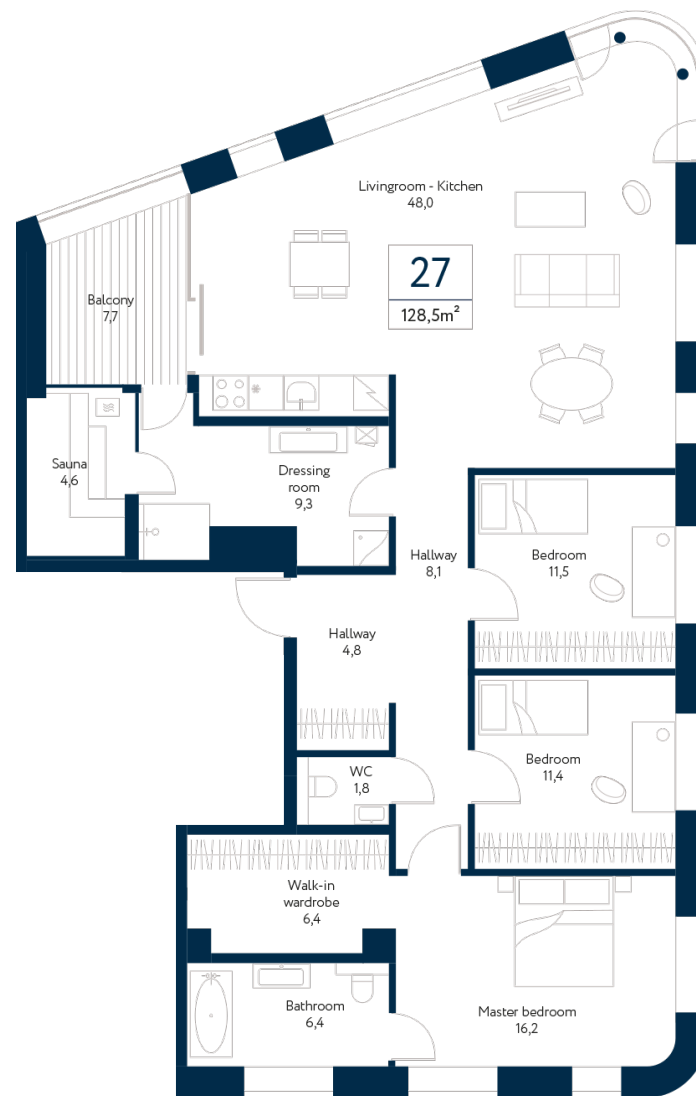 Livingroom - Kitchen
48,0
27
128,5m²
Balcony
7,7
Sauna
4,6
Dressing
room
9,3
Hallway
8,1
Bedroom
11,5
Hallway
4,8
Bedroom
11,4
WC
1,8
Walk-in
wardrobe
6,4
Bathroom
6,4
Master bedroom
16,2